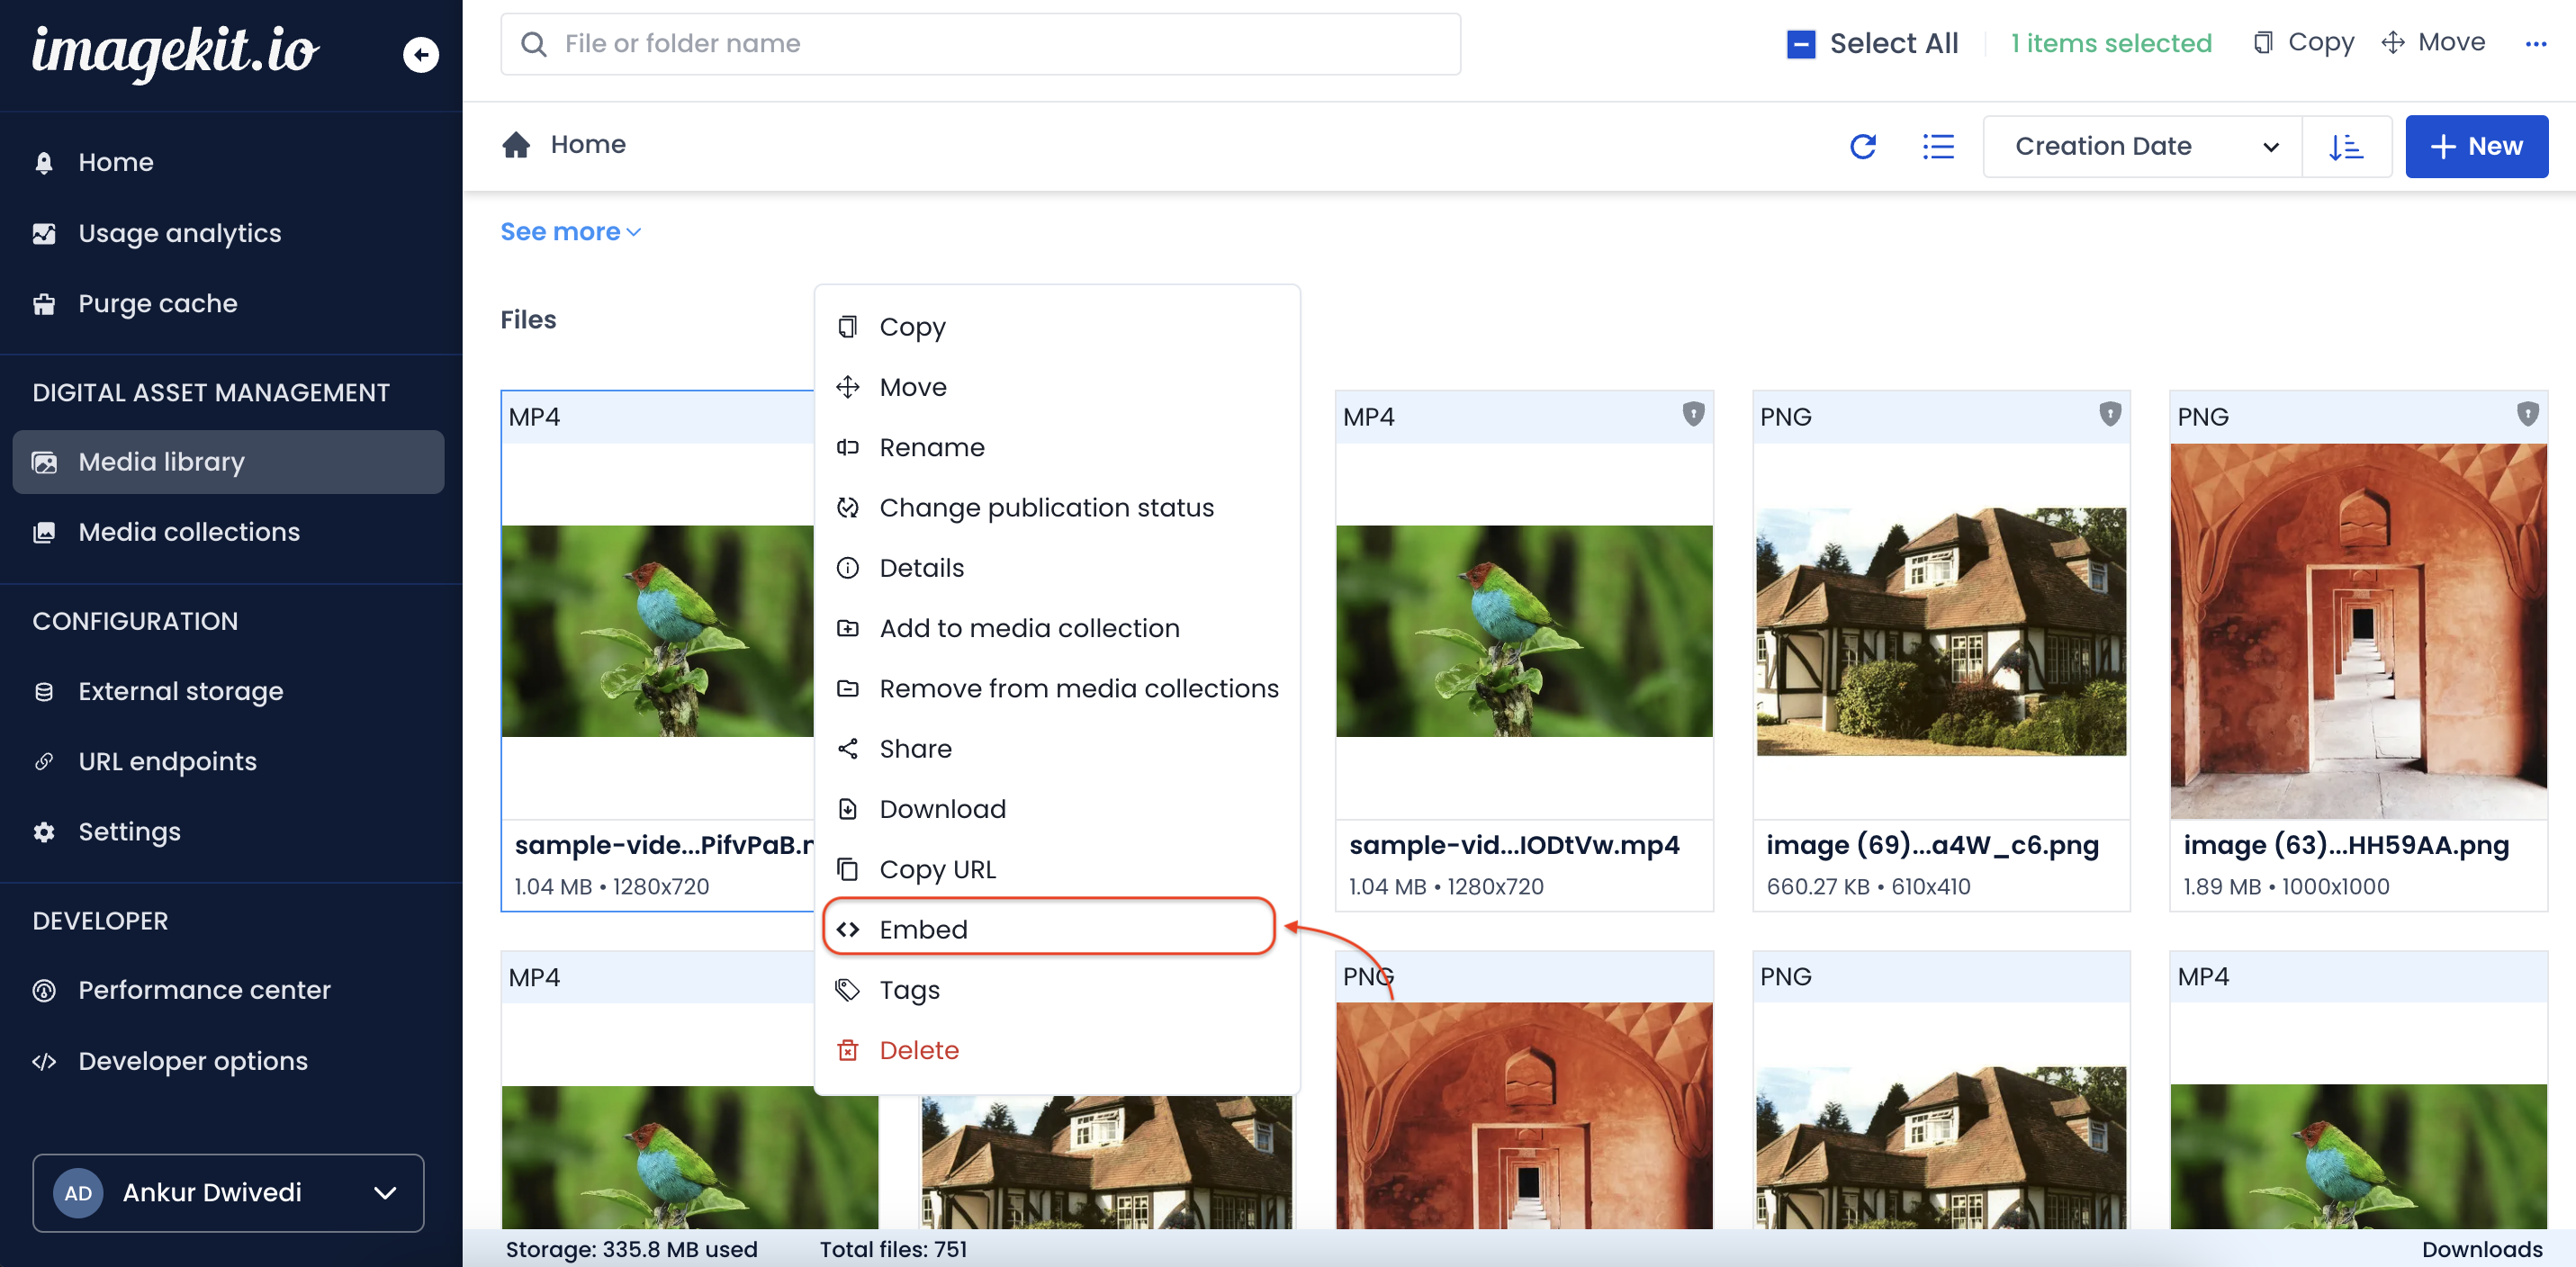 imagekit.io
Home
Usage analytics
Purge cache
DIGITAL ASSET MANAGEMENT
Media library
Media collections
CONFIGURATION
External storage
URL endpoints
Settings
DEVELOPER
Performance center
Developer options
AD Ankur Dwivedi
File or folder name
Select All
1 items selected
Copy
Move
Home
Creation Date
New
See more
Files
Copy
Move
Rename
Change publication status
Details
Add to media collection
Remove from media collections
Share
Download
Copy URL
Embed
Tags
Delete
MP4
sample-vide...PifvPaB.
1.04 MB • 1280x720
MP4
sample-vid...IODtVw.mp4
1.04 MB • 1280x720
PNG
image (69)...a4W_c6.png
660.27 KB • 610x410
PNG
image (63)...HH59AA.png
1.89 MB • 1000x1000
MP4
PNG
PNG
MP4
Storage: 335.8 MB used
Total files: 751
Downloads